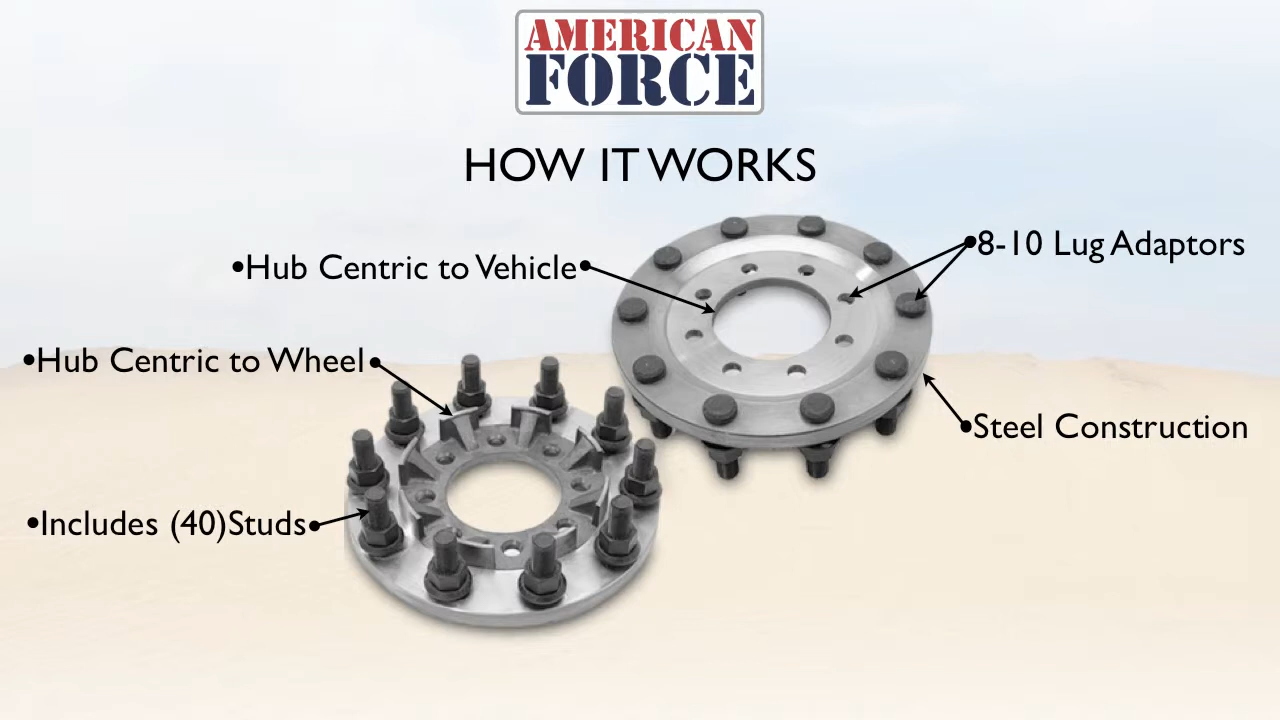 AMERICAN
FORCE
HOW IT WORKS
•8-10 Lug Adaptors
•Hub Centric to Vehicle
•Hub Centric to Wheel
•Steel Construction
•Includes (40)Studs